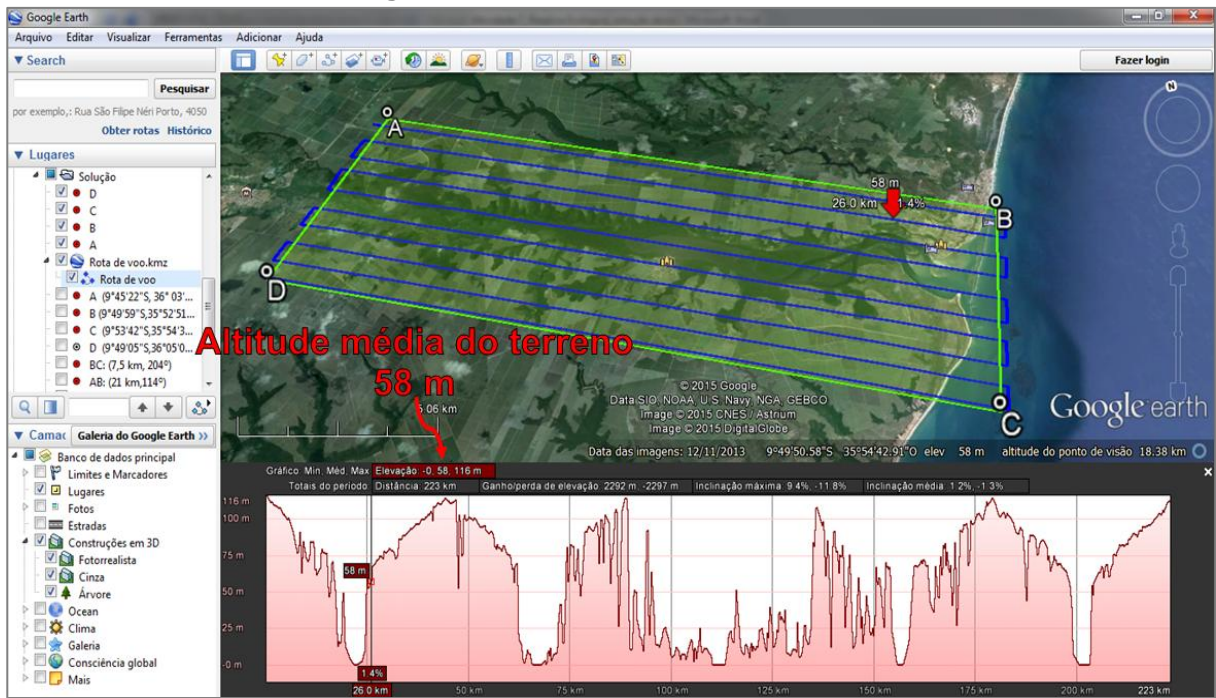 Google Earth
Arquivo Editar Visualizar Ferramentas Adicionar Ajuda
▼ Search
Pesquisar
por exemplo,: Rua São Filipe Néri Porto, 4050
Obter rotas Histórico
▼ Lugares
Solução
D
C
B
A
Rota de voo.kmz
Rota de voo
A (9°45'22"S, 36° 03'...
B (9°49'59"S,35°52'51...
C (9°53'42"S,35°54'3...
D (9°49'05"S,36°05'0...
BC: (7,5 km, 204º)
AB: (21 km,114º)
▼ Camac Galeria do Google Earth >>
Banco de dados principal
Limites e Marcadores
Lugares
Fotos
Estradas
Construções em 3D
Fotorrealista
Cinza
Árvore
Ocean
Clima
Galeria
Consciência global
Mais
Fazer login
N
A
58 m
26.0 km 1.4%
B
D
Altitude média do terreno
58 m
5.06 km
C
© 2015 Google
Data SIO, NOAA, U.S. Navy, NGA, GEBCO
Image © 2015 CNES / Astrium
Image © 2015 DigitalGlobe
Google earth
Data das imagens: 12/11/2013 9°49'50.58"S 35°54'42.91"O elev 58 m altitude do ponto de visão 18.38 km
Gráfico: Min, Méd, Max Elevação: -0, 58, 116 m
Totais do período: Distância: 223 km Ganho/perda de elevação: 2292 m, -2297 m Inclinação máxima: 9.4%, -11.8% Inclinação média: 1.2%, -1.3%
116 m
100 m
75 m
58 m
50 m
25 m
-0 m
1.4%
26.0 km 50 km 75 km 100 km 125 km 150 km 175 km 200 km 223 km